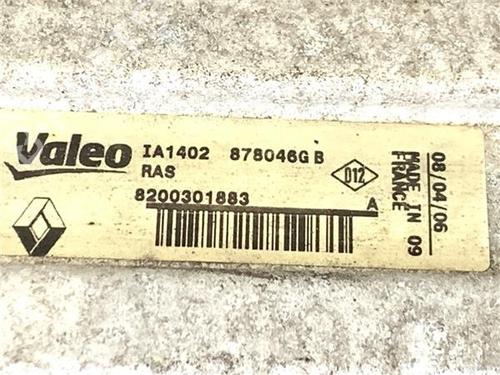 Valeo
IA1402 878046G B
RAS
D12
8200301883 A
MADE IN 09
FRANCE
08/04/06